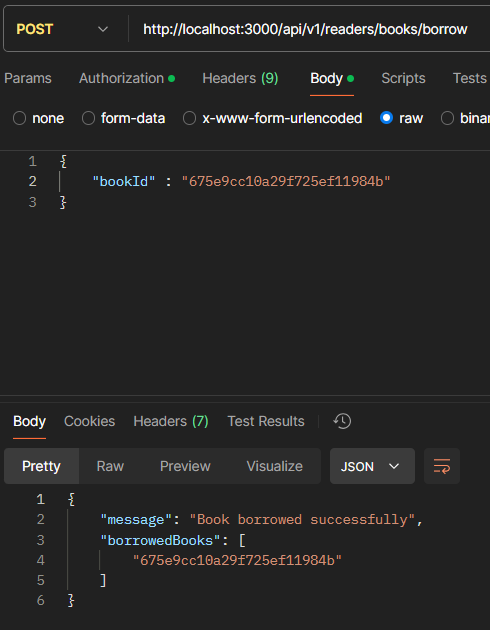 POST http://localhost:3000/api/v1/readers/books/borrow
Params Authorization Headers (9) Body Scripts Tests
none form-data x-www-form-urlencoded raw binar
1 {
2 "bookId" : "675e9cc10a29f725ef11984b"
3 }
Body Cookies Headers (7) Test Results
Pretty Raw Preview Visualize JSON
1 {
2 "message": "Book borrowed successfully",
3 "borrowedBooks": [
4 "675e9cc10a29f725ef11984b"
5 ]
6 }